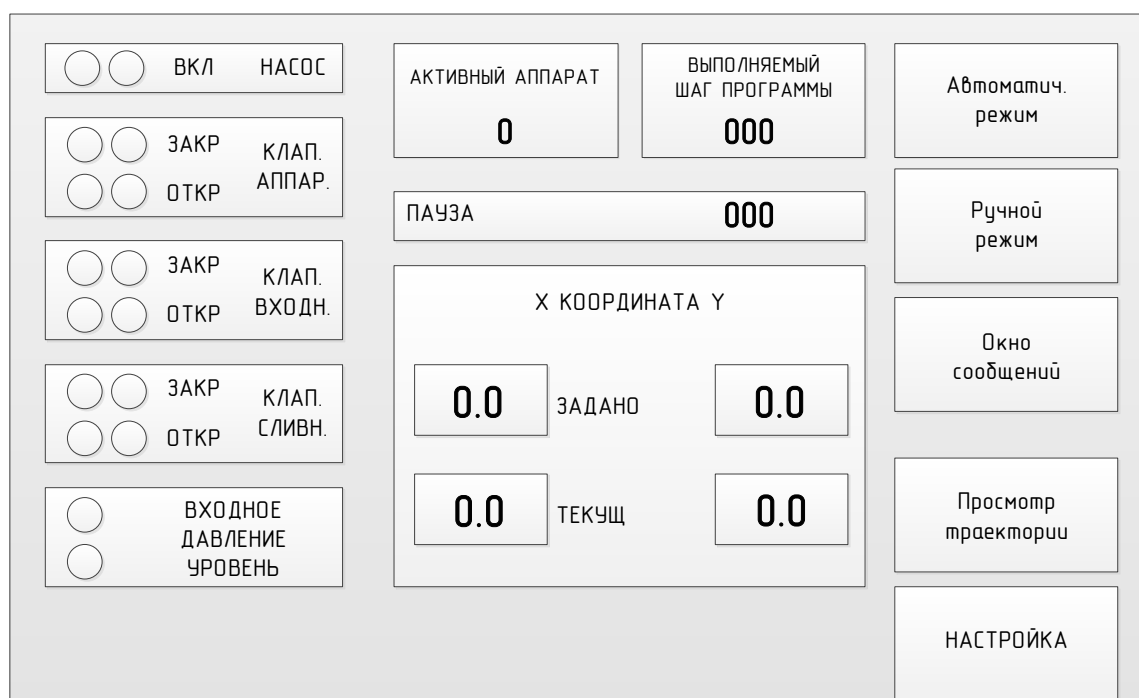 ВКЛ НАСОС
ЗАКР
КЛАП.
АППАР.
ОТКР
ЗАКР
КЛАП.
ВХОДН.
ОТКР
ЗАКР
КЛАП.
СЛИВН.
ОТКР
ВХОДНОЕ
ДАВЛЕНИЕ
УРОВЕНЬ
АКТИВНЫЙ АППАРАТ
0
ВЫПОЛНЯЕМЫЙ
ШАГ ПРОГРАММЫ
000
ПАУЗА 000
X КООРДИНАТА Y
0.0 ЗАДАНО 0.0
0.0 ТЕКУЩ 0.0
Автоматич.
режим
Ручной
режим
Окно
сообщений
Просмотр
траектории
НАСТРОЙКА